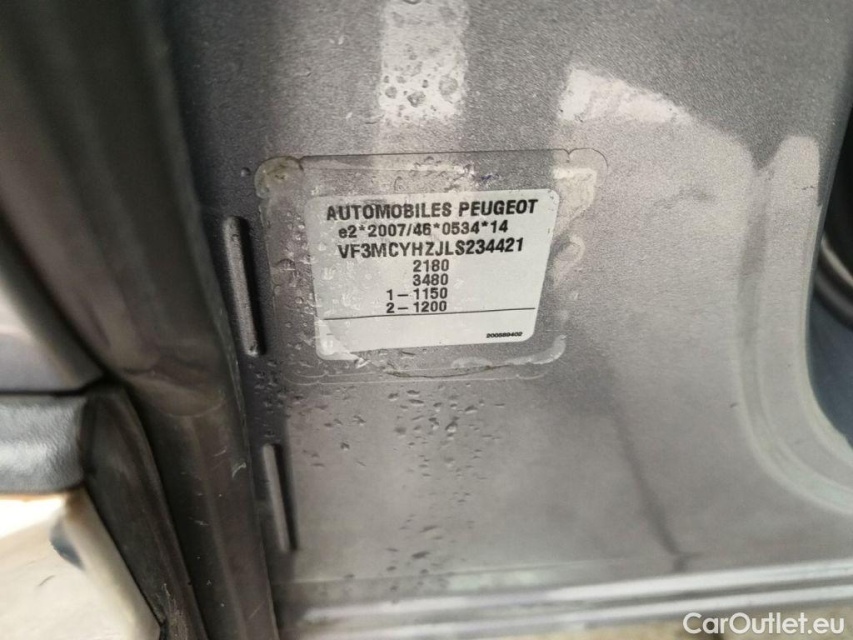 AUTOMOBILES PEUGEOT
e2*2007/46*0534*14
VF3MCYHZJLS234421
2180
3480
1-1150
2-1200
CarOutlet.eu